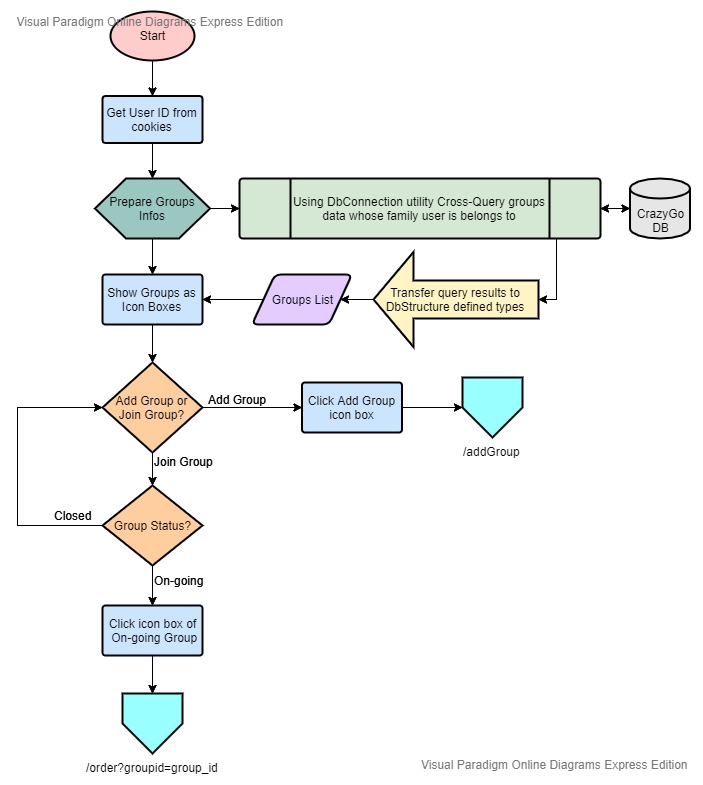 Visual Paradigm Online Diagrams Express Edition
Start
Get User ID from
cookies
Prepare Groups
Infos
Using DbConnection utility Cross-Query groups
data whose family user is belongs to
CrazyGo
DB
Show Groups as
Icon Boxes
Groups List
Transfer query results to
DbStructure defined types
Add Group or
Join Group?
Add Group
Click Add Group
icon box
/addGroup
Join Group
Closed
Group Status?
On-going
Click icon box of
On-going Group
/order?groupid=group_id
Visual Paradigm Online Diagrams Express Edition